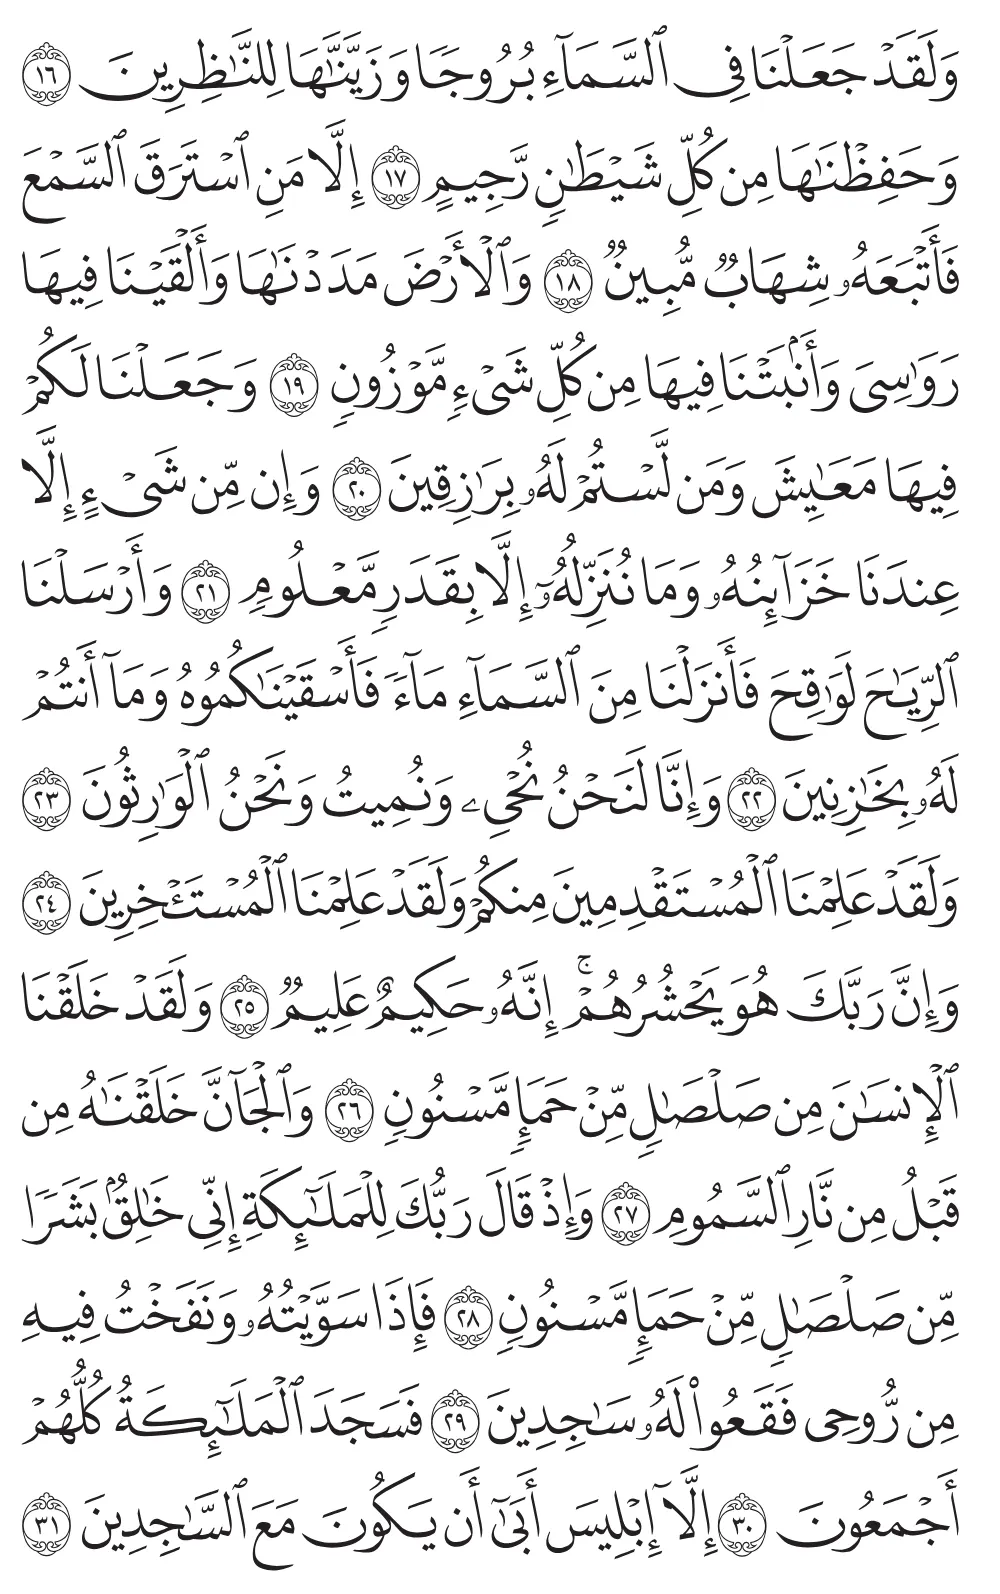 وَلَقَدْ جَعَلْنَا فِى ٱلسَّمَآءِ بُرُوجًا وَزَيَّنَّٰهَا لِلنَّٰظِرِينَ ١٦
وَحَفِظْنَٰهَا مِن كُلِّ شَيْطَٰنٍ رَّجِيمٍ ١٧ إِلَّا مَنِ ٱسْتَرَقَ ٱلسَّمْعَ
فَأَتْبَعَهُۥ شِهَابٌ مُّبِينٌ ١٨ وَٱلْأَرْضَ مَدَدْنَٰهَا وَأَلْقَيْنَا فِيهَا
رَوَٰسِىَ وَأَنۢبَتْنَا فِيهَا مِن كُلِّ شَىْءٍ مَّوْزُونٍ ١٩ وَجَعَلْنَا لَكُمْ
فِيهَا مَعَٰيِشَ وَمَن لَّسْتُمْ لَهُۥ بِرَٰزِقِينَ ٢٠ وَإِن مِّن شَىْءٍ إِلَّا
عِندَنَا خَزَآئِنُهُۥ وَمَا نُنَزِّلُهُۥٓ إِلَّا بِقَدَرٍ مَّعْلُومٍ ٢١ وَأَرْسَلْنَا
ٱلرِّيَٰحَ لَوَٰقِحَ فَأَنزَلْنَا مِنَ ٱلسَّمَآءِ مَآءً فَأَسْقَيْنَٰكُمُوهُ وَمَآ أَنتُمْ
لَهُۥ بِخَٰزِنِينَ ٢٢ وَإِنَّا لَنَحْنُ نُحْىِۦ وَنُمِيتُ وَنَحْنُ ٱلْوَٰرِثُونَ ٢٣
وَلَقَدْ عَلِمْنَا ٱلْمُسْتَقْدِمِينَ مِنكُمْ وَلَقَدْ عَلِمْنَا ٱلْمُسْتَـْٔخِرِينَ ٢٤
وَإِنَّ رَبَّكَ هُوَ يَحْشُرُهُمْ ۚ إِنَّهُۥ حَكِيمٌ عَلِيمٌ ٢٥ وَلَقَدْ خَلَقْنَا
ٱلْإِنسَٰنَ مِن صَلْصَٰلٍ مِّنْ حَمَإٍ مَّسْنُونٍ ٢٦ وَٱلْجَآنَّ خَلَقْنَٰهُ مِن
قَبْلُ مِن نَّارِ ٱلسَّمُومِ ٢٧ وَإِذْ قَالَ رَبُّكَ لِلْمَلَٰٓئِكَةِ إِنِّى خَٰلِقٌۢ بَشَرًا
مِّن صَلْصَٰلٍ مِّنْ حَمَإٍ مَّسْنُونٍ ٢٨ فَإِذَا سَوَّيْتُهُۥ وَنَفَخْتُ فِيهِ
مِن رُّوحِى فَقَعُوا۟ لَهُۥ سَٰجِدِينَ ٢٩ فَسَجَدَ ٱلْمَلَٰٓئِكَةُ كُلُّهُمْ
أَجْمَعُونَ ٣٠ إِلَّآ إِبْلِيسَ أَبَىٰٓ أَن يَكُونَ مَعَ ٱلسَّٰجِدِينَ ٣١